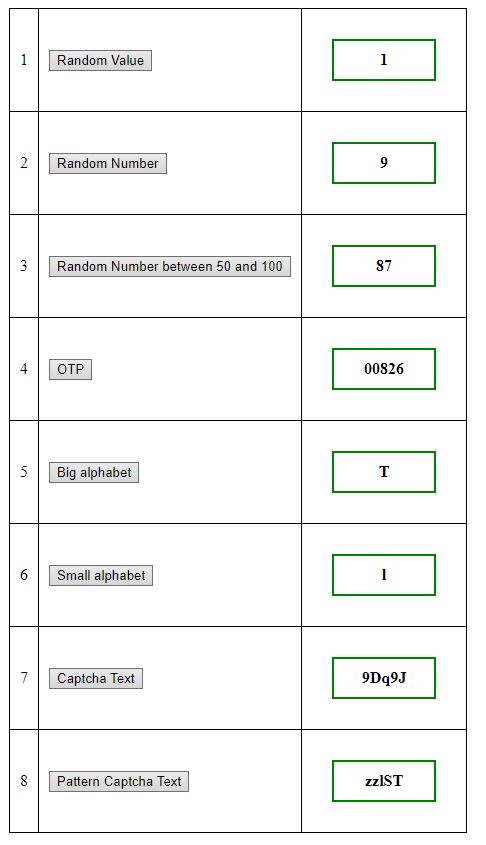 1 Random Value 1
2 Random Number 9
3 Random Number between 50 and 100 87
4 OTP 00826
5 Big alphabet T
6 Small alphabet l
7 Captcha Text 9Dq9J
8 Pattern Captcha Text zzlST